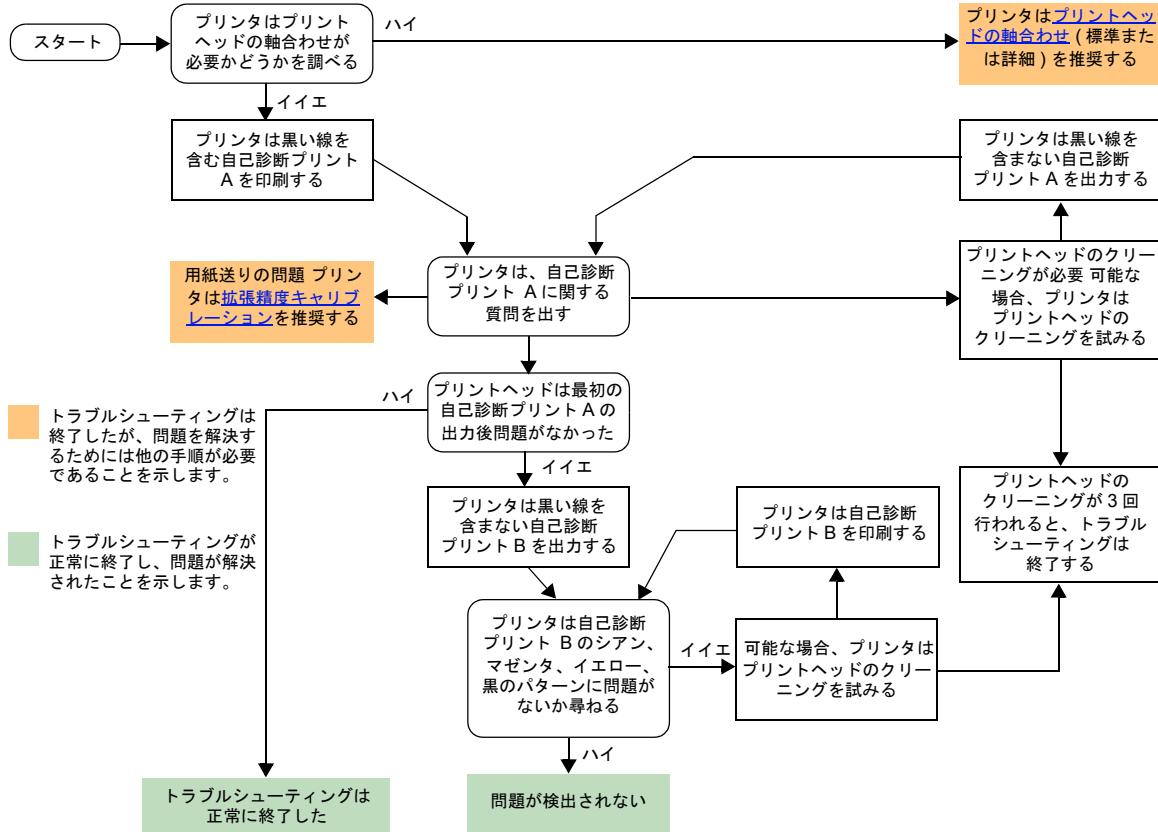 スタート
プリンタはプリント
ヘッドの軸合わせが
必要かどうかを調べる
ハイ
プリンタはプリントヘッ
ドの軸合わせ ( 標準また
は詳細 ) を推奨する
イイエ
プリンタは黒い線を
含む自己診断プリント
A を印刷する
プリンタは黒い線を
含まない自己診断
プリント A を出力する
用紙送りの問題 プリン
タは拡張精度キャリブ
レーションを推奨する
プリンタは、自己診断
プリント A に関する
質問を出す
プリントヘッドのクリー
ニングが必要 可能な
場合、プリンタは
プリントヘッドの
クリーニングを試みる
ハイ
プリントヘッドは最初の
自己診断プリント A の
出力後問題がなかった
トラブルシューティングは
終了したが、問題を解決す
るためには他の手順が必要
であることを示します。
イイエ
プリンタは黒い線を
含まない自己診断
プリント B を出力する
プリンタは自己診断
プリント B を印刷する
プリントヘッドの
クリーニングが 3 回
行われると、トラブル
シューティングは
終了する
トラブルシューティングが
正常に終了し、問題が解決
されたことを示します。
プリンタは自己診断
プリント B のシアン、
マゼンタ、イエロー、
黒のパターンに問題が
ないか尋ねる
イイエ
可能な場合、プリンタは
プリントヘッドのクリー
ニングを試みる
ハイ
トラブルシューティングは
正常に終了した
問題が検出されない